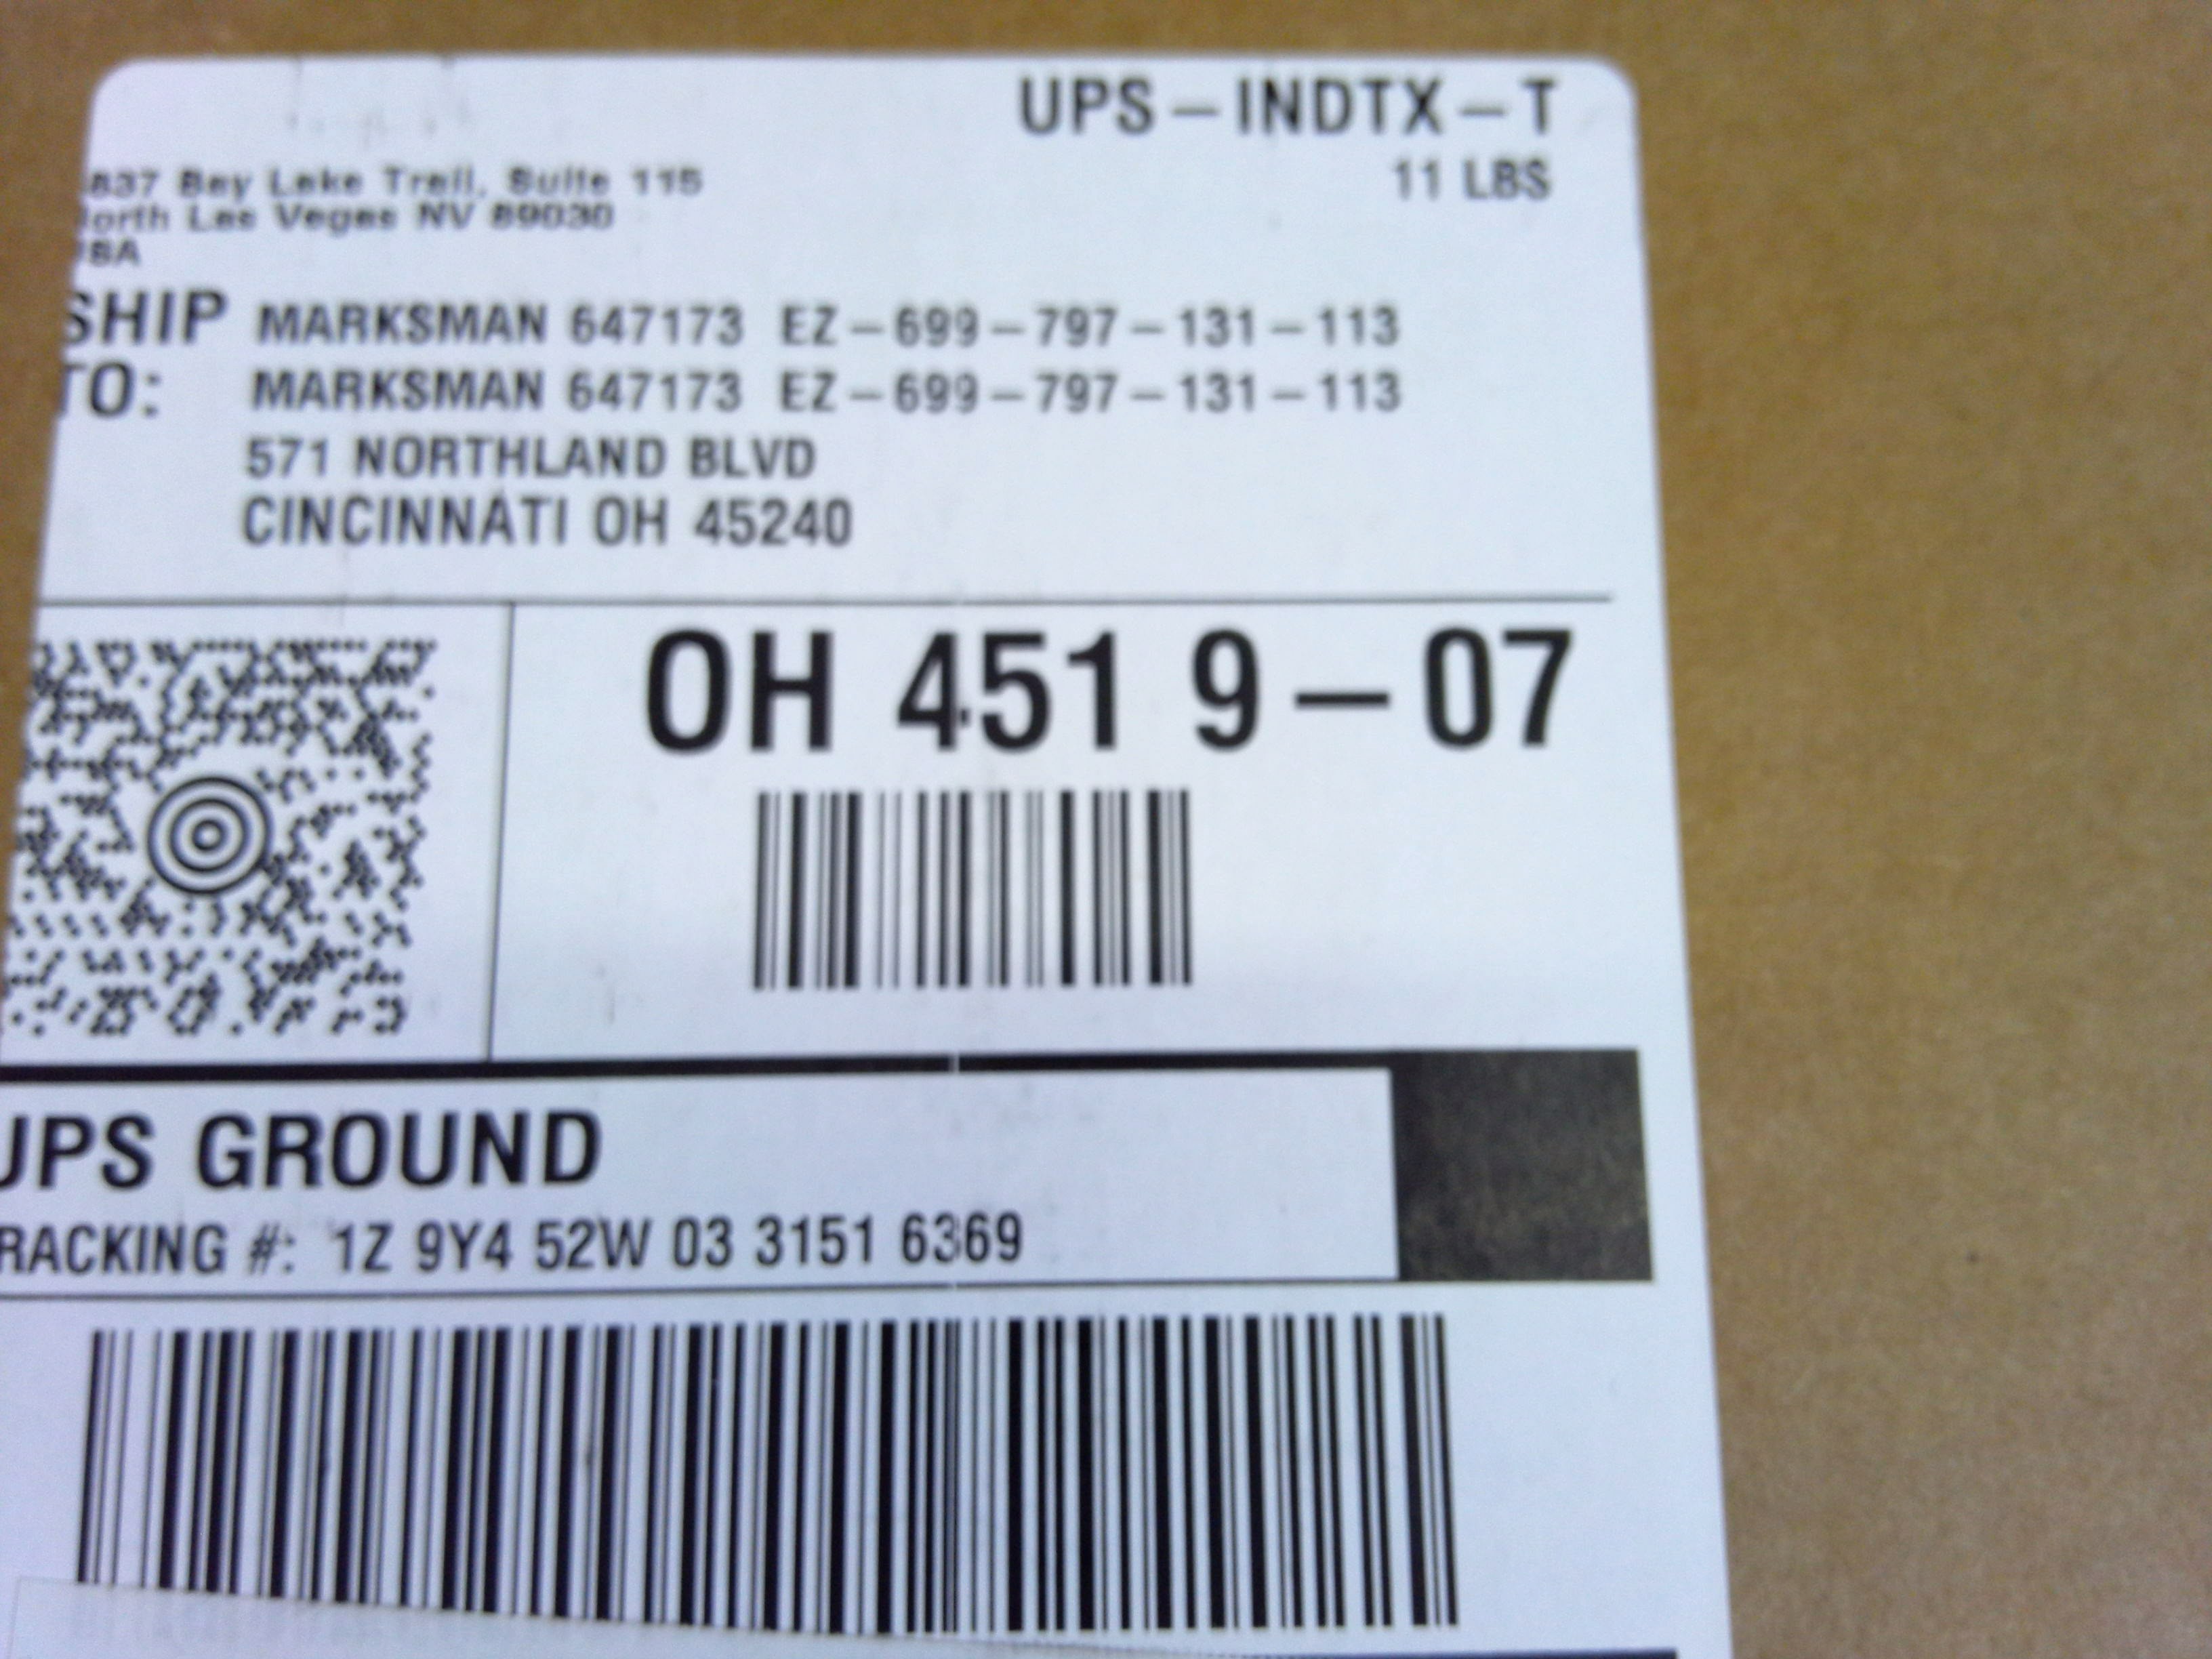 UPS-INDTX-T
11 LBS
837 Bay Lake Trail, Suite 115
orth Las Vegas NV 89030
SA
SHIP TO:
MARKSMAN 647173 EZ-699-797-131-113
MARKSMAN 647173 EZ-699-797-131-113
571 NORTHLAND BLVD
CINCINNATI OH 45240
OH 451 9-07
UPS GROUND
RACKING #: 1Z 9Y4 52W 03 3151 6369